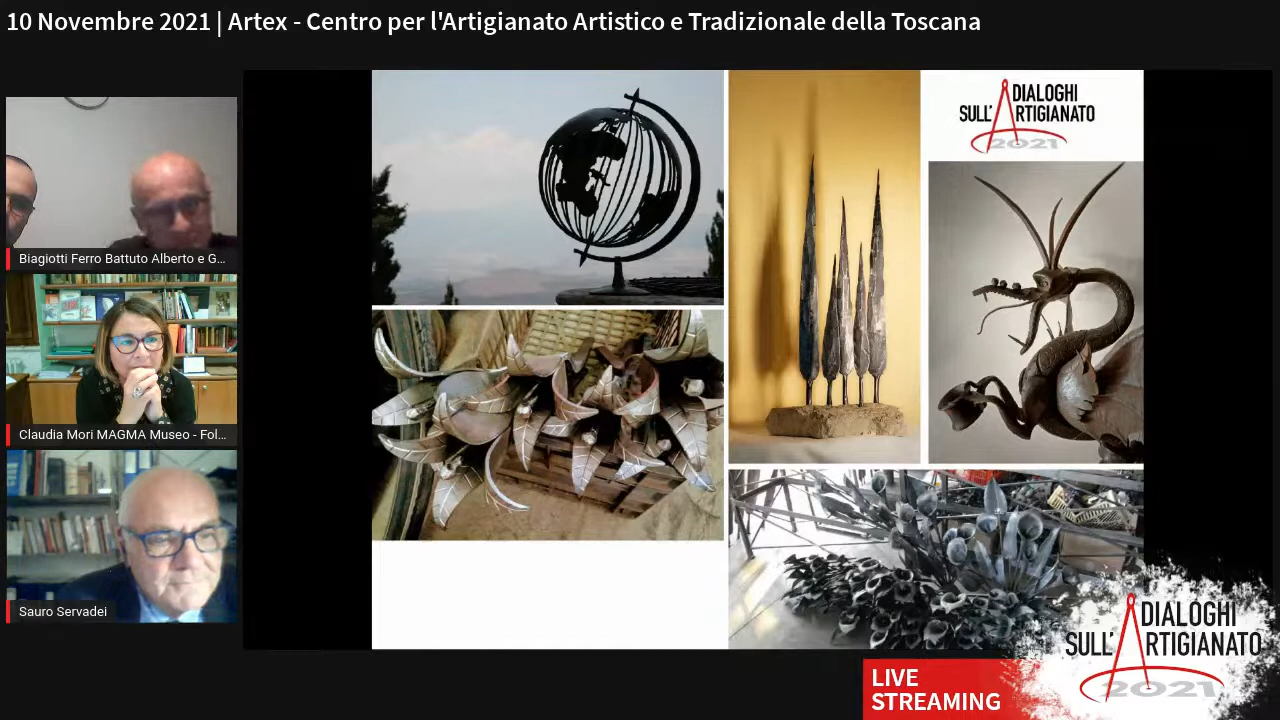 10 Novembre 2021 | Artex - Centro per l'Artigianato Artistico e Tradizionale della Toscana
Biagiotti Ferro Battuto Alberto e G...
Claudia Mori MAGMA Museo - Fol...
Sauro Servadei
DIALOGHI
SULL'ARTIGIANATO
2021
DIALOGHI
SULL'ARTIGIANATO
2021
LIVE
STREAMING